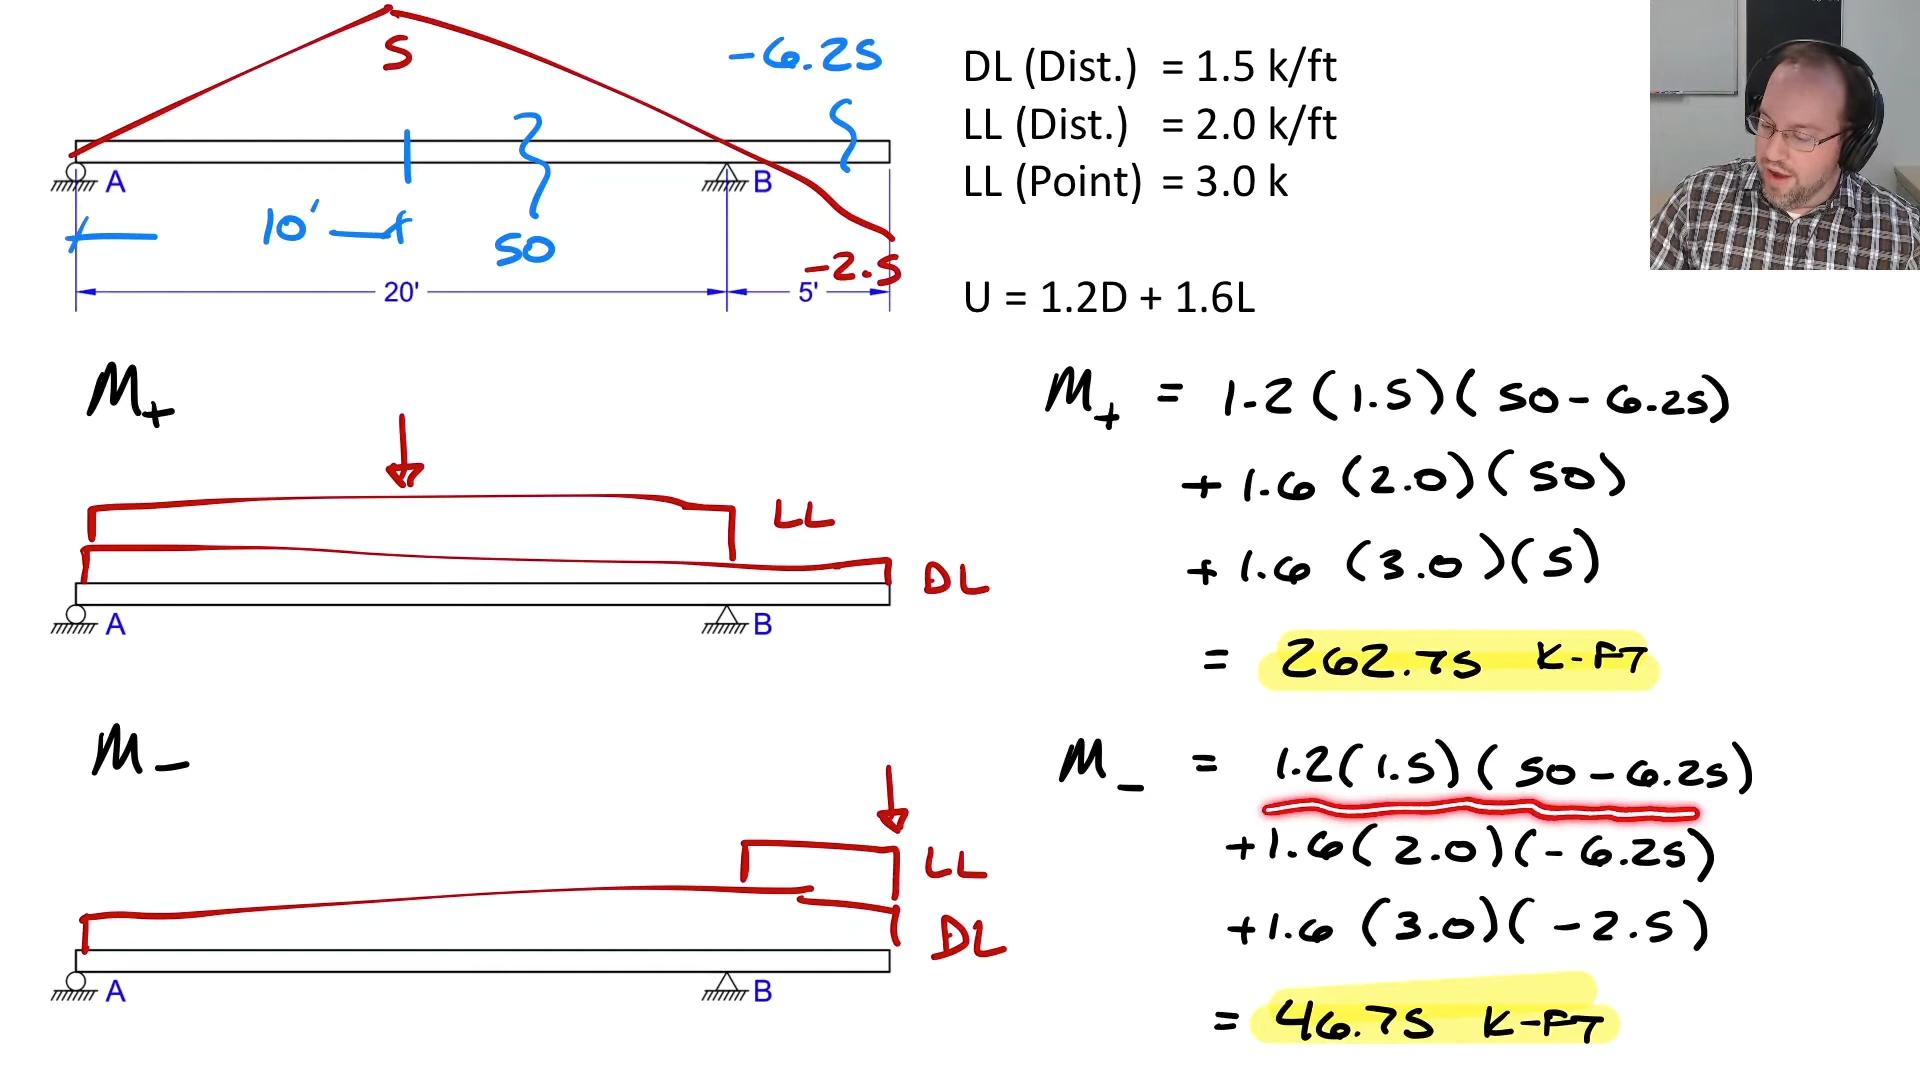 5
-6.25
A
B
10'
50
-2.5
20'
5'
DL (Dist.) = 1.5 k/ft
LL (Dist.) = 2.0 k/ft
LL (Point) = 3.0 k
U = 1.2D + 1.6L
M+
LL
DL
A
B
M+ = 1.2(1.5)(50-6.25)
+ 1.6 (2.0)(50)
+ 1.6 (3.0)(5)
= 262.75 K-FT
M-
LL
DL
A
B
M- = 1.2(1.5)(50-6.25)
+1.6(2.0)(-6.25)
+1.6 (3.0)(-2.5)
= 46.75 K-FT